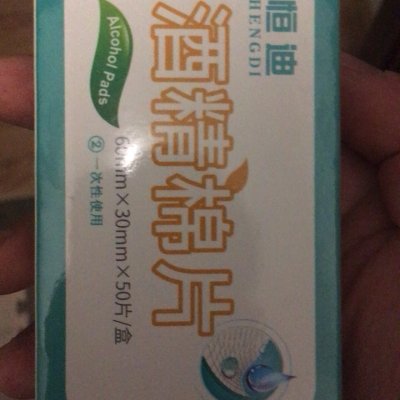 恒迪
HENGDI
酒精棉片
Alcohol Pads
60mm×30mm×50片/盒
②一次性使用